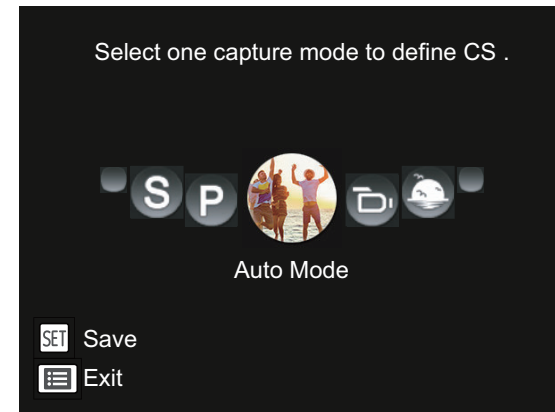 Select one capture mode to define CS .
S P
Auto Mode
SET Save
Exit